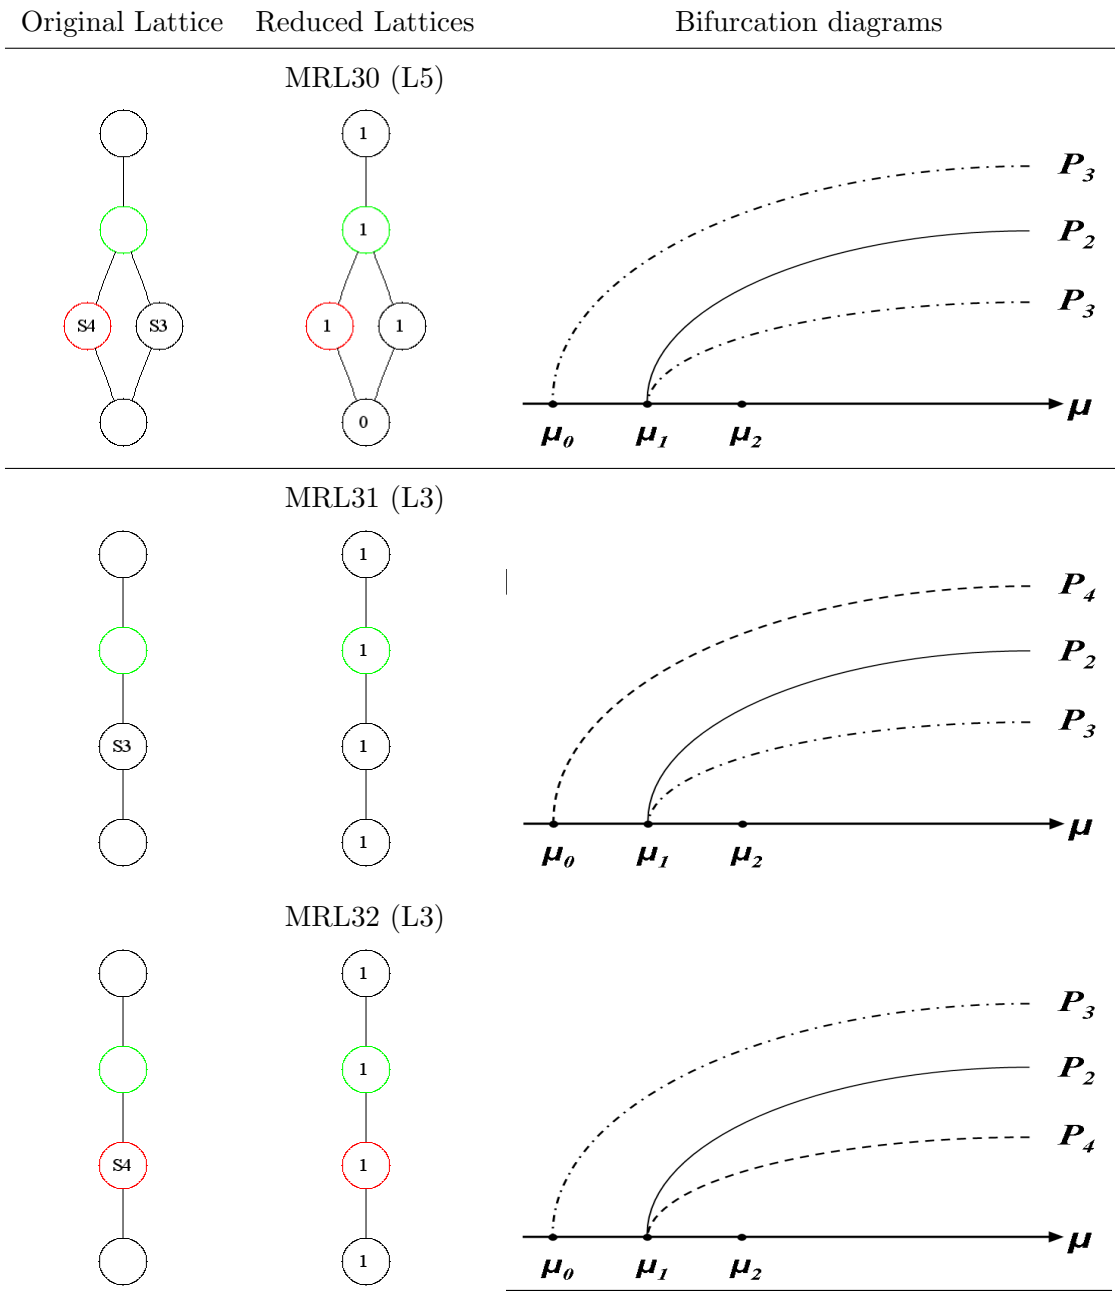 Original Lattice Reduced Lattices Bifurcation diagrams
MRL30 (L5)
1
1
S4 S3 1 1
0
P3
P2
P3
μ
μ0 μ1 μ2
MRL31 (L3)
1
1
S3 1
1
P4
P2
P3
μ
μ0 μ1 μ2
MRL32 (L3)
1
1
S4 1
1
P3
P2
P4
μ
μ0 μ1 μ2